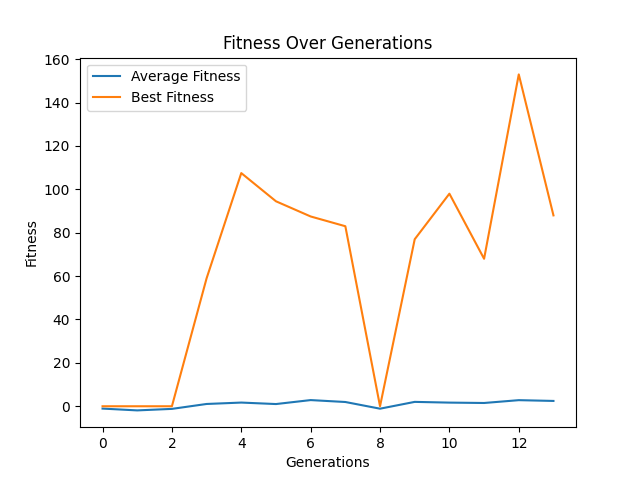 Fitness Over Generations
Average Fitness
Best Fitness
160
140
120
100
80
60
40
20
0
Fitness
0 2 4 6 8 10 12
Generations